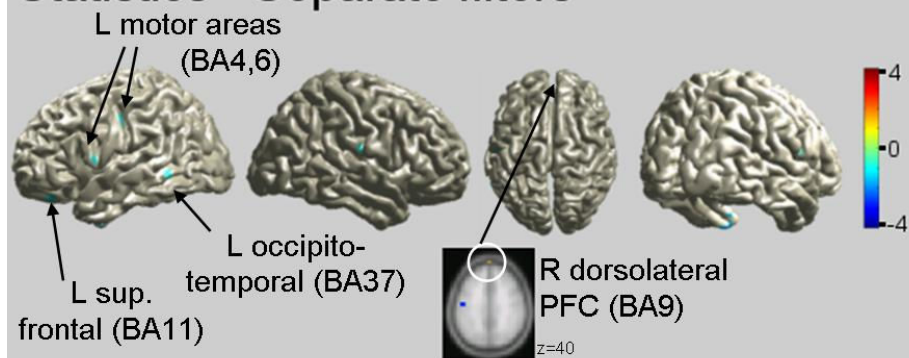 L motor areas
(BA4,6)
4
0
-4
L occipito-
temporal (BA37)
L sup.
frontal (BA11)
R dorsolateral
PFC (BA9)
z=40